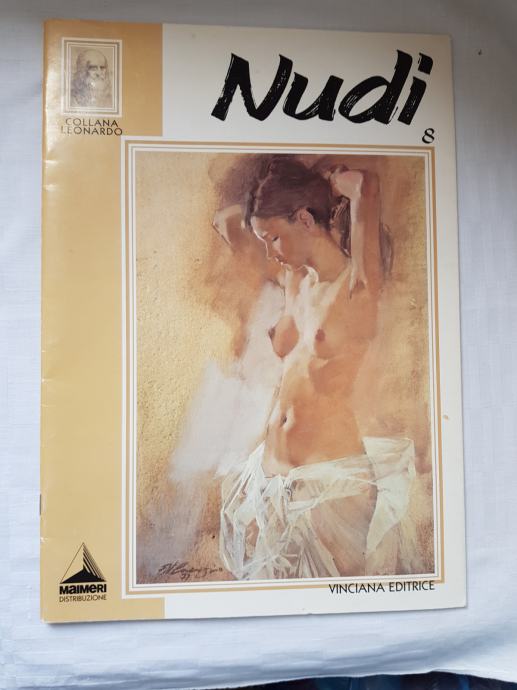 COLLANA
LEONARDO
Nudi
8
MAIMERI
DISTRIBUZIONE
VINCIANA EDITRICE